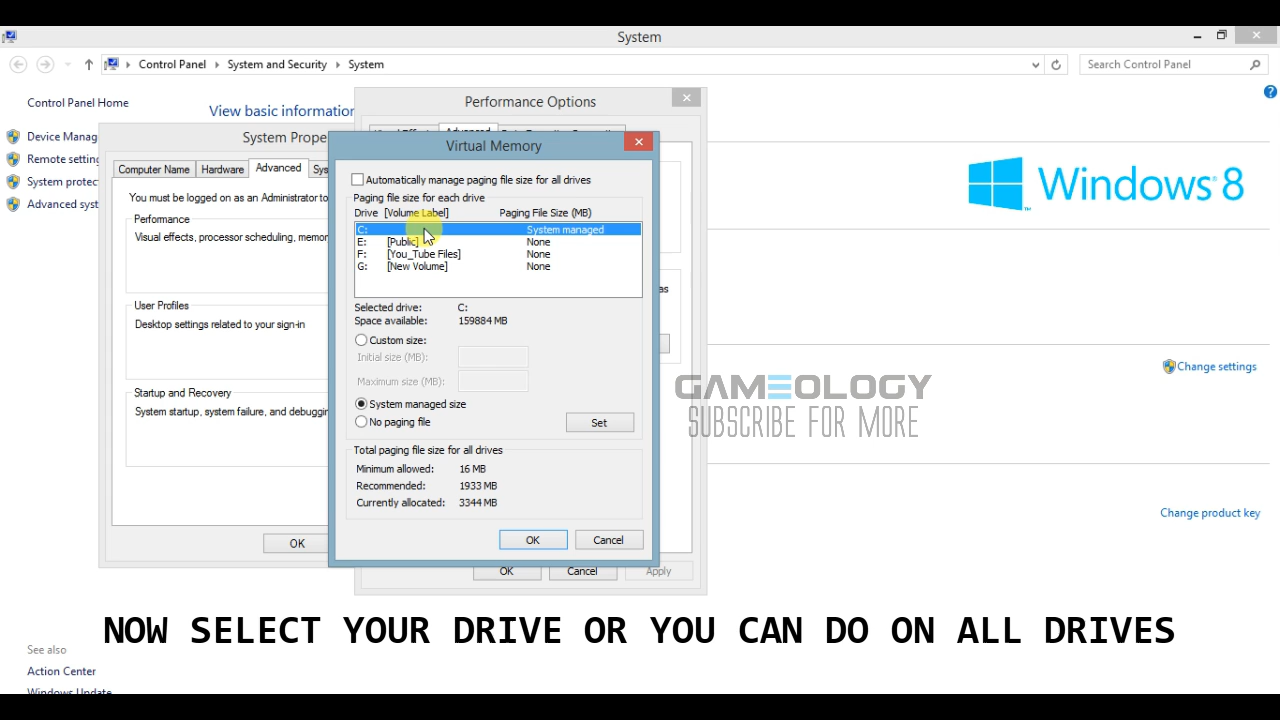 System
Control Panel
System and Security
System
Search Control Panel
Control Panel Home
View basic information
Performance Options
Device Manag
System Prope
Virtual Memory
Remote setting
Computer Name
Hardware
Advanced
Sys
Automatically manage paging file size for all drives
System protec
Advanced syst
You must be logged on as an Administrator to
Paging file size for each drive
Drive [Volume Label]
Paging File Size (MB)
Performance
Visual effects, processor scheduling, memor
C: System managed
E: [Public] None
F: [You_Tube Files] None
G: [New Volume] None
as
User Profiles
Desktop settings related to your sign-in
Selected drive: C:
Space available: 159884 MB
Custom size:
Initial size (MB):
Maximum size (MB):
System managed size
No paging file
Set
Startup and Recovery
System startup, system failure, and debuggin
Total paging file size for all drives
Minimum allowed: 16 MB
Recommended: 1933 MB
Currently allocated: 3344 MB
OK
Cancel
OK
OK
Cancel
Apply
Windows 8
Change settings
GAMEOLOGY
SUBSCRIBE FOR MORE
Change product key
NOW SELECT YOUR DRIVE OR YOU CAN DO ON ALL DRIVES
See also
Action Center
Windows Update